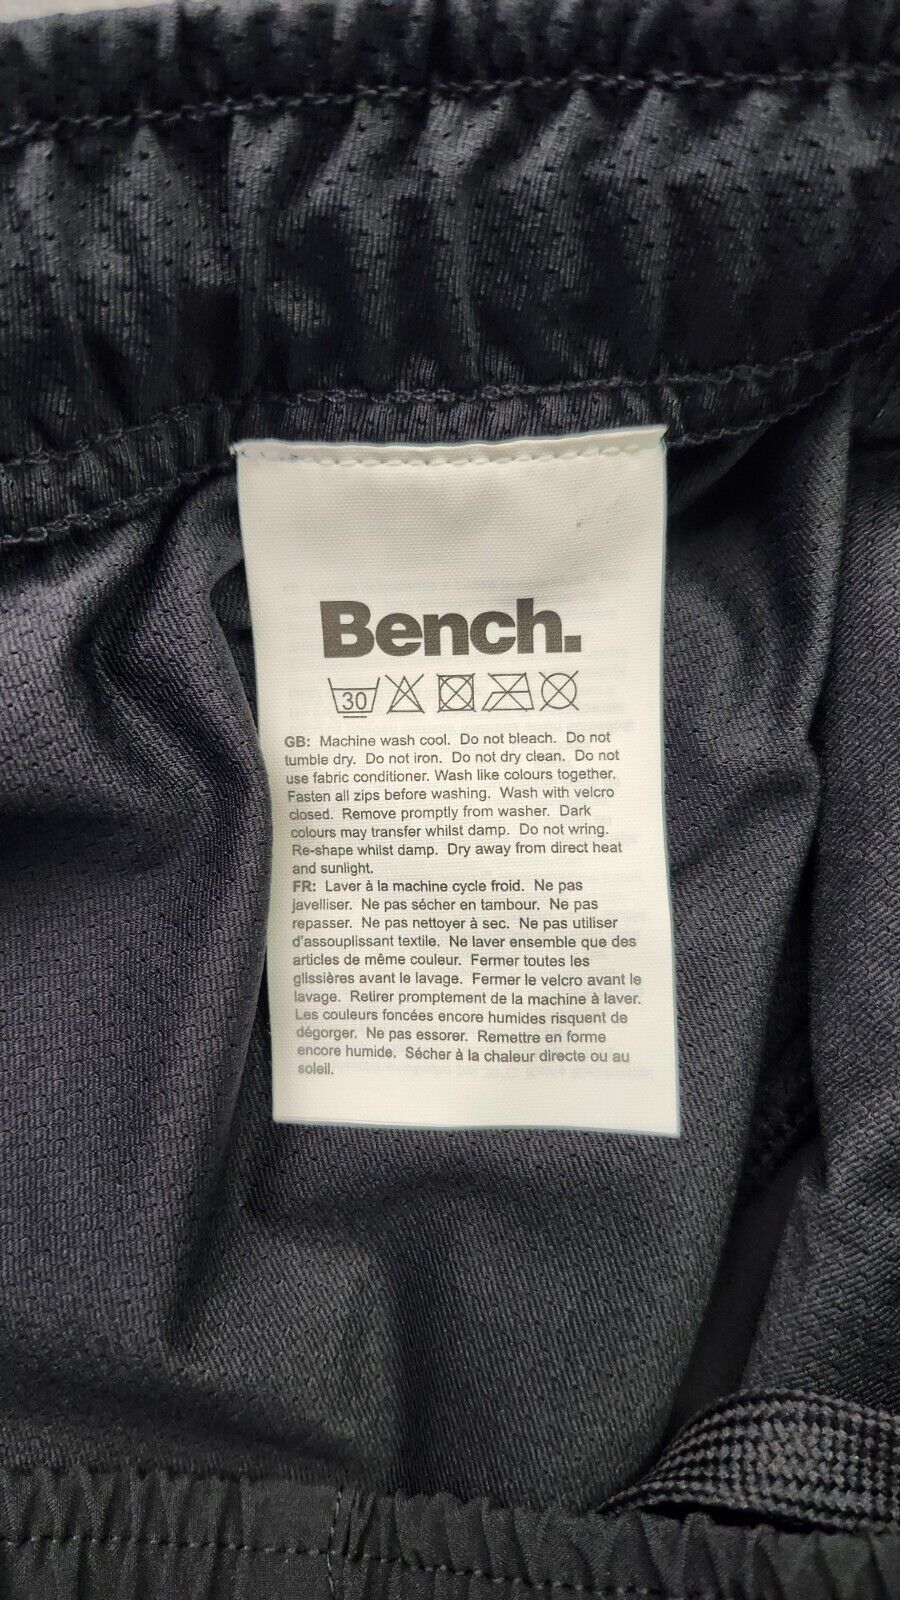 Bench.
30
GB: Machine wash cool. Do not bleach. Do not
tumble dry. Do not iron. Do not dry clean. Do not
use fabric conditioner. Wash like colours together.
Fasten all zips before washing. Wash with velcro
closed. Remove promptly from washer. Dark
colours may transfer whilst damp. Do not wring.
Re-shape whilst damp. Dry away from direct heat
and sunlight.
FR: Laver à la machine cycle froid. Ne pas
javelliser. Ne pas sécher en tambour. Ne pas
repasser. Ne pas nettoyer à sec. Ne pas utiliser
d'assouplissant textile. Ne laver ensemble que des
articles de même couleur. Fermer toutes les
glissières avant le lavage. Fermer le velcro avant le
lavage. Retirer promptement de la machine à laver.
Les couleurs foncées encore humides risquent de
dégorger. Ne pas essorer. Remettre en forme
encore humide. Sécher à la chaleur directe ou au
soleil.